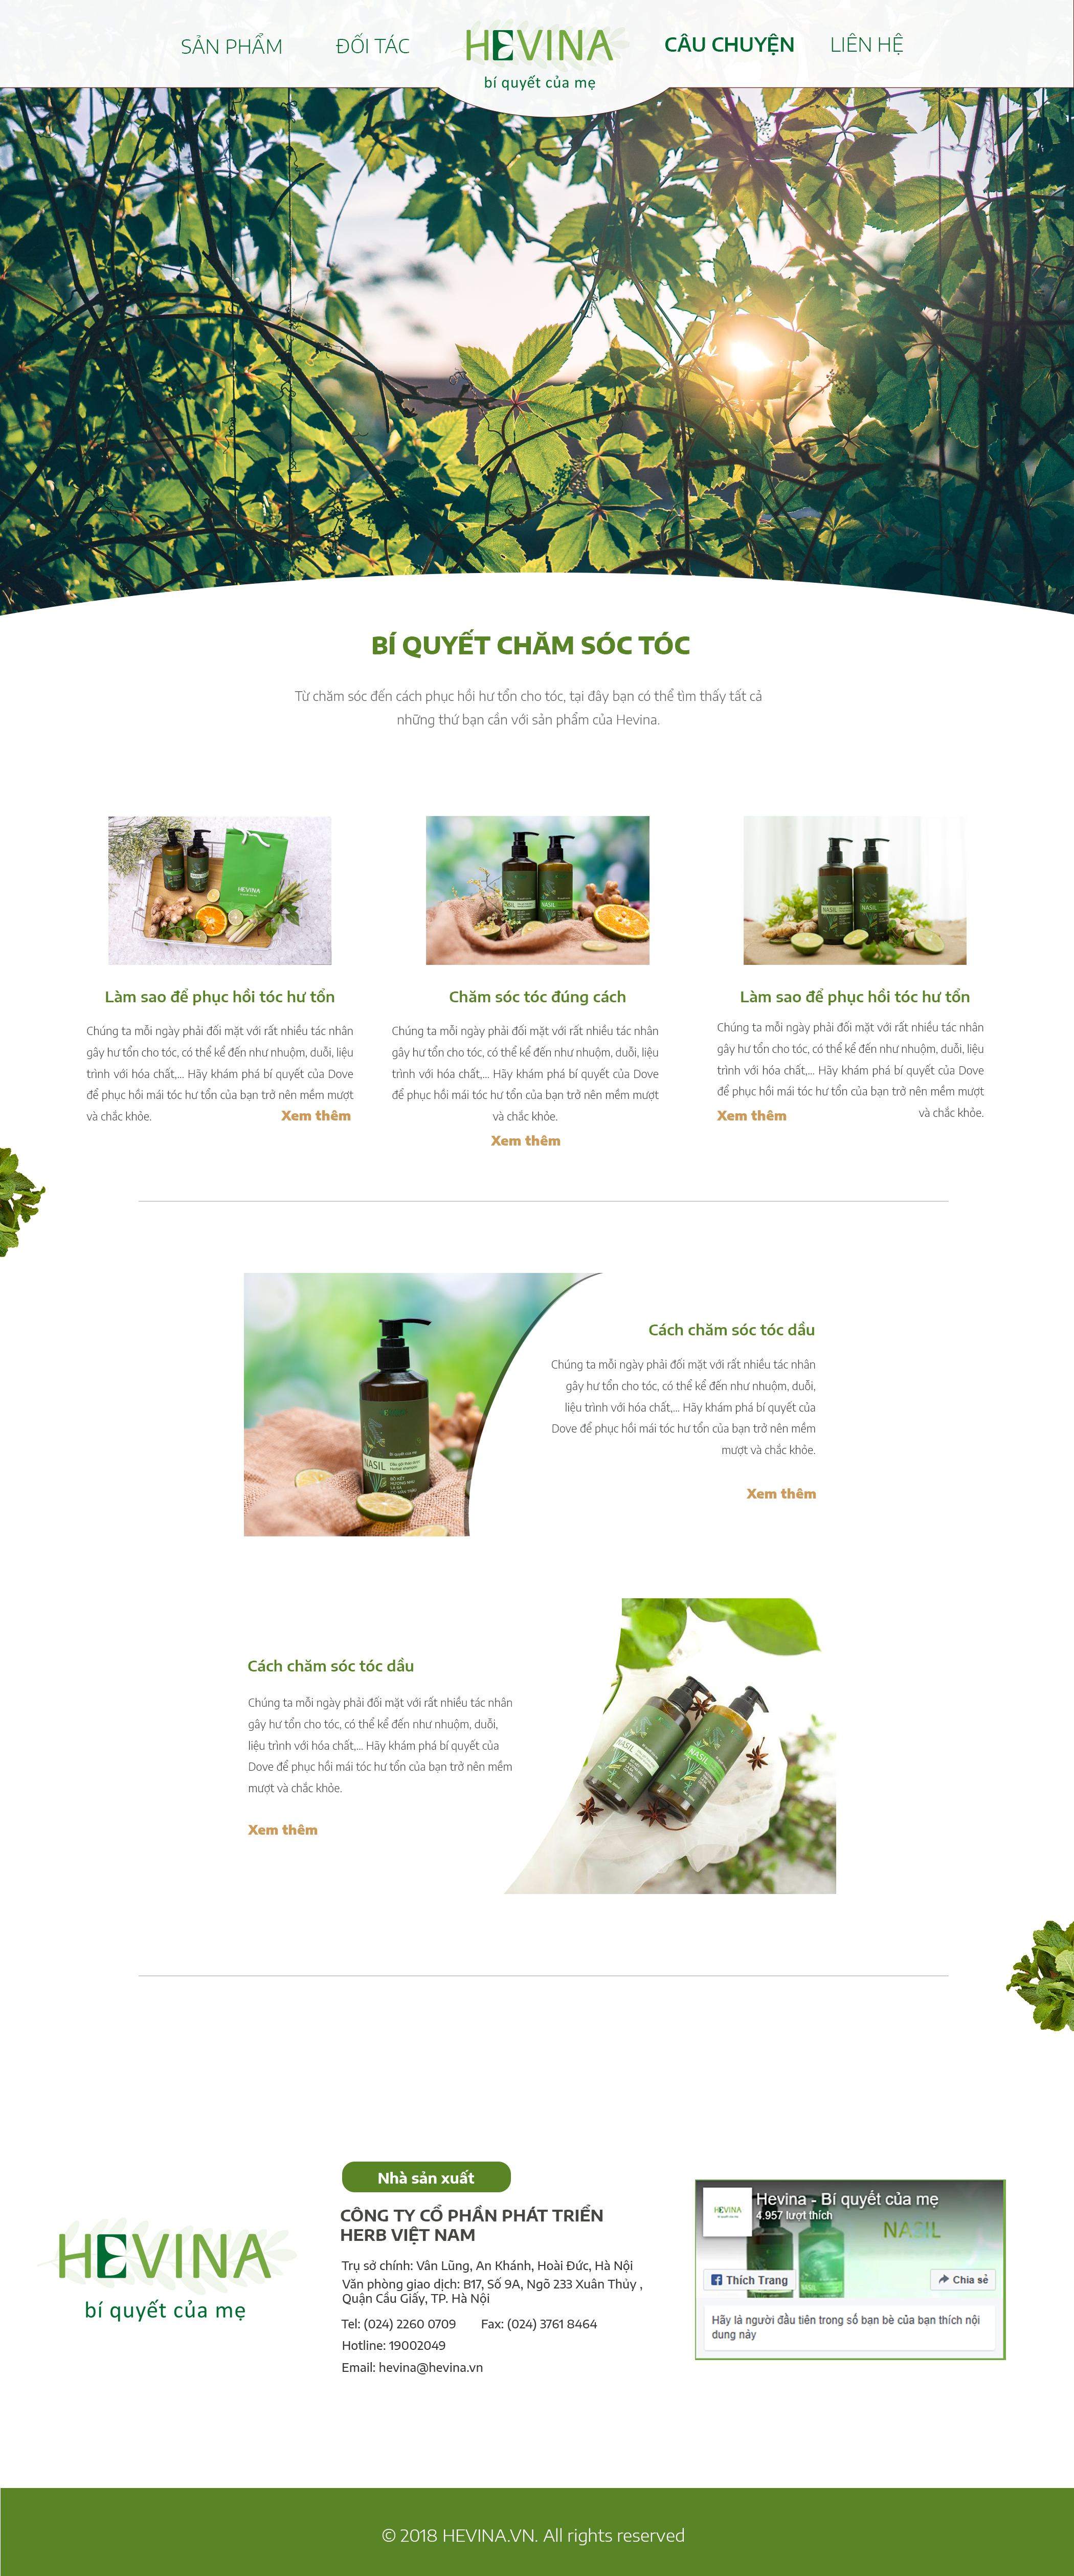 SẢN PHẨM
ĐỐI TÁC
HEVINA
bí quyết của mẹ
CÂU CHUYỆN
LIÊN HỆ
BÍ QUYẾT CHĂM SÓC TÓC
Từ chăm sóc đến cách phục hồi hư tổn cho tóc, tại đây bạn có thể tìm thấy tất cả
những thứ bạn cần với sản phẩm của Hevina.
HEVINA
NASIL
NASIL
NASIL
Làm sao để phục hồi tóc hư tổn
Chúng ta mỗi ngày phải đối mặt với rất nhiều tác nhân
gây hư tổn cho tóc, có thể kể đến như nhuộm, duỗi, liệu
trình với hóa chất,... Hãy khám phá bí quyết của Dove
để phục hồi mái tóc hư tổn của bạn trở nên mềm mượt
và chắc khỏe.
Xem thêm
Chăm sóc tóc đúng cách
Chúng ta mỗi ngày phải đối mặt với rất nhiều tác nhân
gây hư tổn cho tóc, có thể kể đến như nhuộm, duỗi, liệu
trình với hóa chất,... Hãy khám phá bí quyết của Dove
để phục hồi mái tóc hư tổn của bạn trở nên mềm mượt
và chắc khỏe.
Xem thêm
Làm sao để phục hồi tóc hư tổn
Chúng ta mỗi ngày phải đối mặt với rất nhiều tác nhân
gây hư tổn cho tóc, có thể kể đến như nhuộm, duỗi, liệu
trình với hóa chất,... Hãy khám phá bí quyết của Dove
để phục hồi mái tóc hư tổn của bạn trở nên mềm mượt
và chắc khỏe.
Xem thêm
Bí quyết của mẹ
NASIL
BỒ KẾT
HƯƠNG NHU
LÁ SẢ
Cách chăm sóc tóc dầu
Chúng ta mỗi ngày phải đối mặt với rất nhiều tác nhân
gây hư tổn cho tóc, có thể kể đến như nhuộm, duỗi,
liệu trình với hóa chất,... Hãy khám phá bí quyết của
Dove để phục hồi mái tóc hư tổn của bạn trở nên mềm
mượt và chắc khỏe.
Xem thêm
Cách chăm sóc tóc dầu
Chúng ta mỗi ngày phải đối mặt với rất nhiều tác nhân
gây hư tổn cho tóc, có thể kể đến như nhuộm, duỗi,
liệu trình với hóa chất,... Hãy khám phá bí quyết của
Dove để phục hồi mái tóc hư tổn của bạn trở nên mềm
mượt và chắc khỏe.
Xem thêm
NASIL
NASIL
HEVINA
bí quyết của mẹ
Nhà sản xuất
CÔNG TY CỔ PHẦN PHÁT TRIỂN
HERB VIỆT NAM
Trụ sở chính: Vân Lũng, An Khánh, Hoài Đức, Hà Nội
Văn phòng giao dịch: B17, Số 9A, Ngõ 233 Xuân Thủy ,
Quận Cầu Giấy, TP. Hà Nội
Tel: (024) 2260 0709 Fax: (024) 3761 8464
Hotline: 19002049
Email: hevina@hevina.vn
HEVINA
Hevina - Bí quyết của mẹ
4.957 lượt thích
NASIL
Thích Trang
Chia sẻ
Hãy là người đầu tiên trong số bạn bè của bạn thích nội
dung này
© 2018 HEVINA.VN. All rights reserved